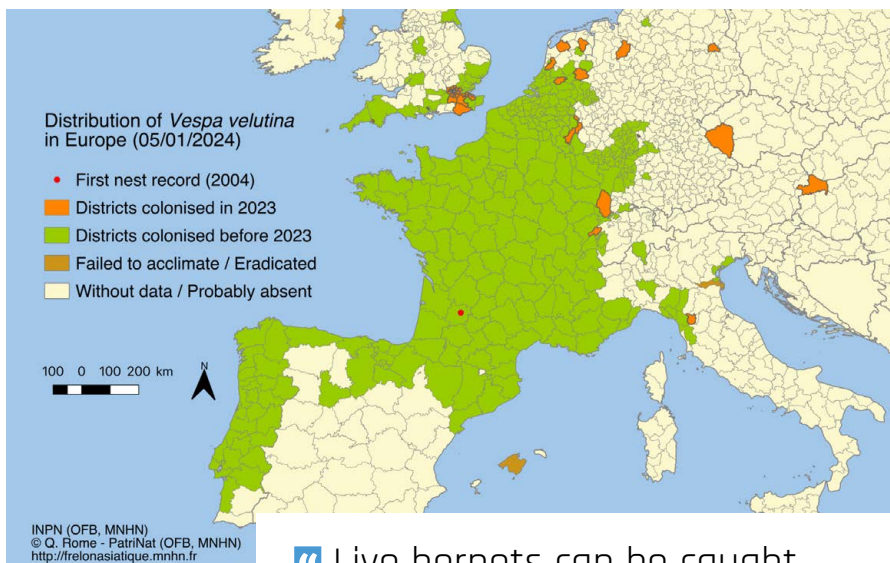 Distribution of Vespa velutina
in Europe (05/01/2024)
First nest record (2004)
Districts colonised in 2023
Districts colonised before 2023
Failed to acclimate / Eradicated
Without data / Probably absent
100 0 100 200 km
N
INPN (OFB, MNHN)
© Q. Rome - PatriNat (OFB, MNHN)
http://frelonasiatique.mnhn.fr
Live hornets can be caught